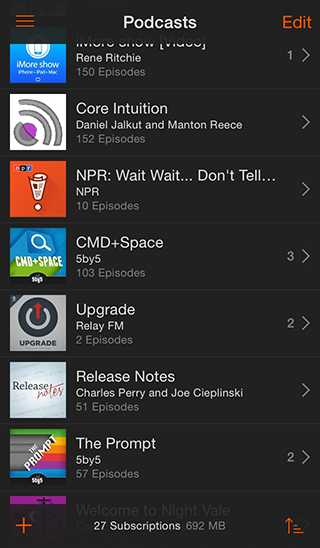 Podcasts
Edit
iMore show [Video]
Rene Ritchie
150 Episodes
1
iMore show
iPhone • iPad • Mac
Core Intuition
Daniel Jalkut and Manton Reece
152 Episodes
npr
NPR: Wait Wait... Don't Tell…
NPR
10 Episodes
CMD+SPACE
5by5
CMD+Space
5by5
103 Episodes
3
UPGRADE
Upgrade
Relay FM
2 Episodes
2
Release notes
Release Notes
Charles Perry and Joe Cieplinski
51 Episodes
THE PROMPT
5by5
The Prompt
5by5
57 Episodes
2
Welcome to Night Vale
27 Subscriptions 692 MB